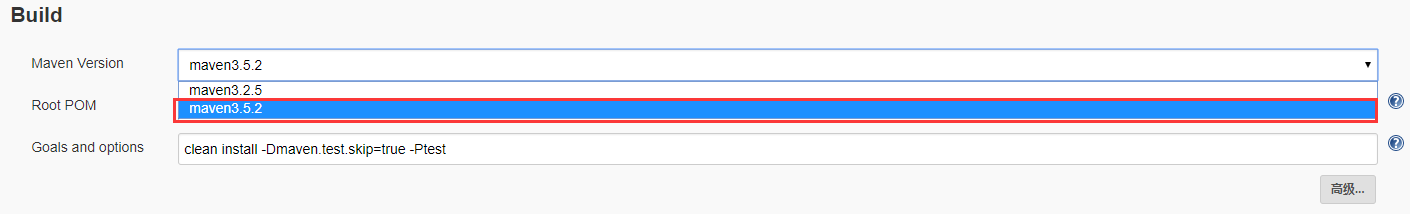 Build
Maven Version
maven3.5.2
maven3.2.5
Root POM
maven3.5.2
Goals and options
clean install -Dmaven.test.skip=true -Ptest
高级...